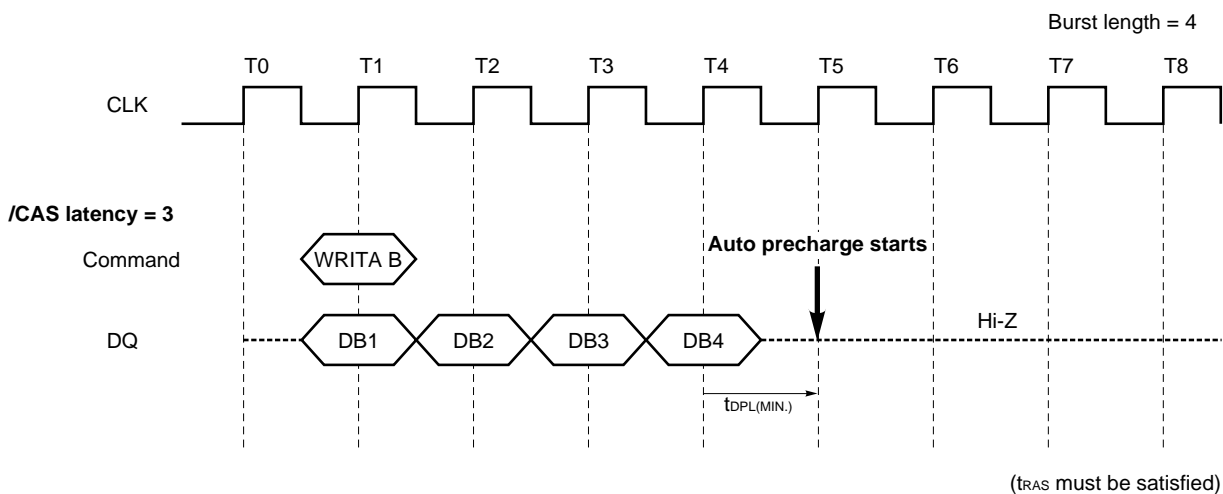 Burst length = 4
T0 T1 T2 T3 T4 T5 T6 T7 T8
CLK
/CAS latency = 3
Auto precharge starts
Command WRITA B
Hi-Z
DQ DB1 DB2 DB3 DB4
tDPL(MIN.)
(tRAS must be satisfied)